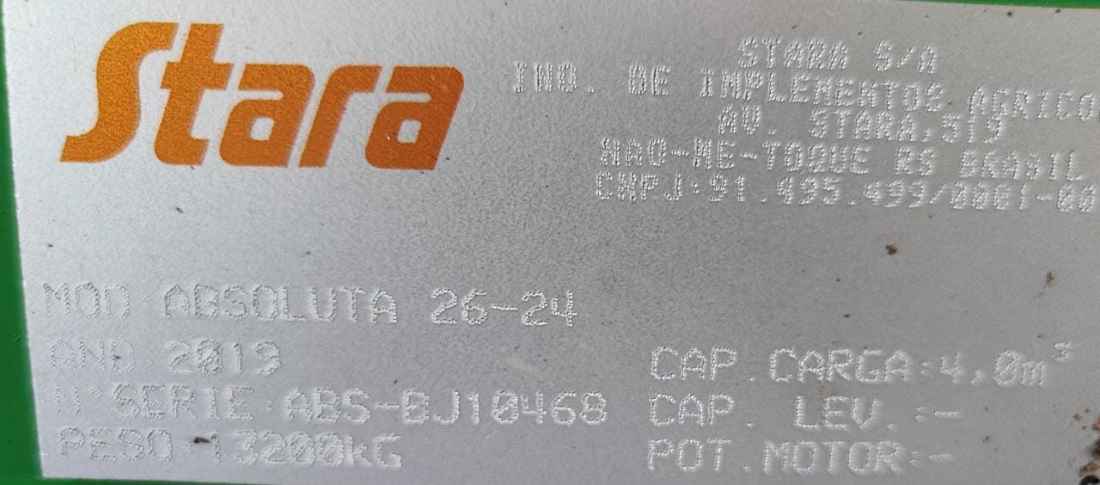 Stara
STARA S/A
IND. DE IMPLEMENTOS AGRICO
AV. STARA,519
NAO-ME-TOQUE RS BRASIL
CNPJ:91.495.499/0001-00
MOD ABSOLUTA 26-24
ANO 2019
Nº SERIE:ABS-BJ10468
PESO 13200KG
CAP.CARGA:4,0m³
CAP. LEV.:-
POT.MOTOR:-